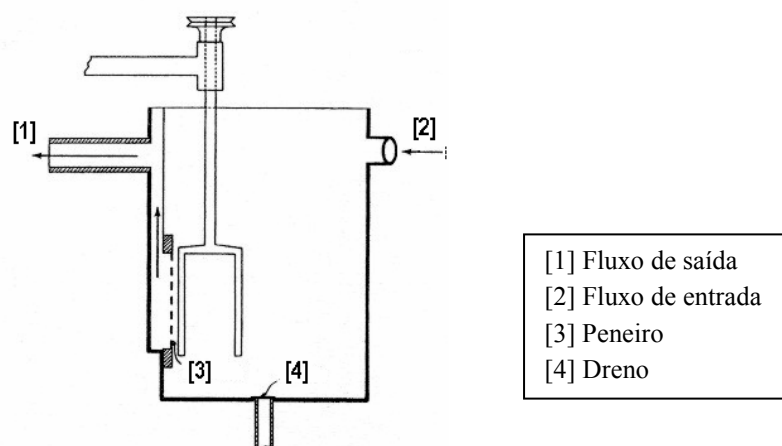 [1]
[2]
[3]
[4]
[1] Fluxo de saída
[2] Fluxo de entrada
[3] Peneiro
[4] Dreno